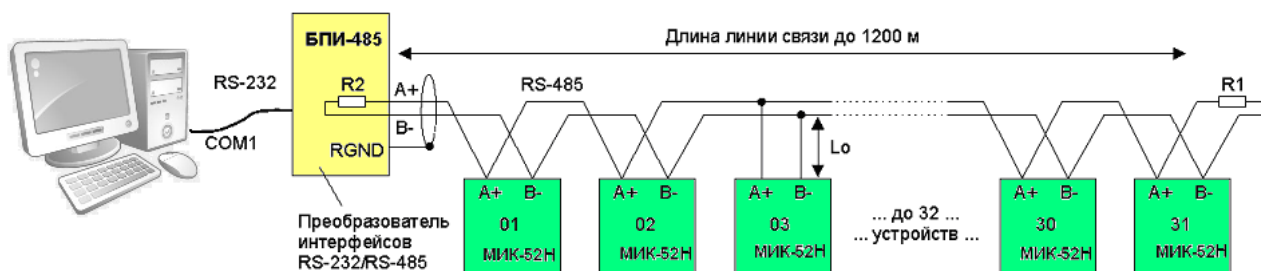 RS-232
COM1
БПИ-485
R2
A+
B-
RGND
Преобразователь
интерфейсов
RS-232/RS-485
Длина линии связи до 1200 м
RS-485
R1
Lo
A+ B-
01
МИК-52Н
A+ B-
02
МИК-52Н
A+ B-
03
МИК-52Н
... до 32 ...
... устройств ...
A+ B-
30
МИК-52Н
A+ B-
31
МИК-52Н